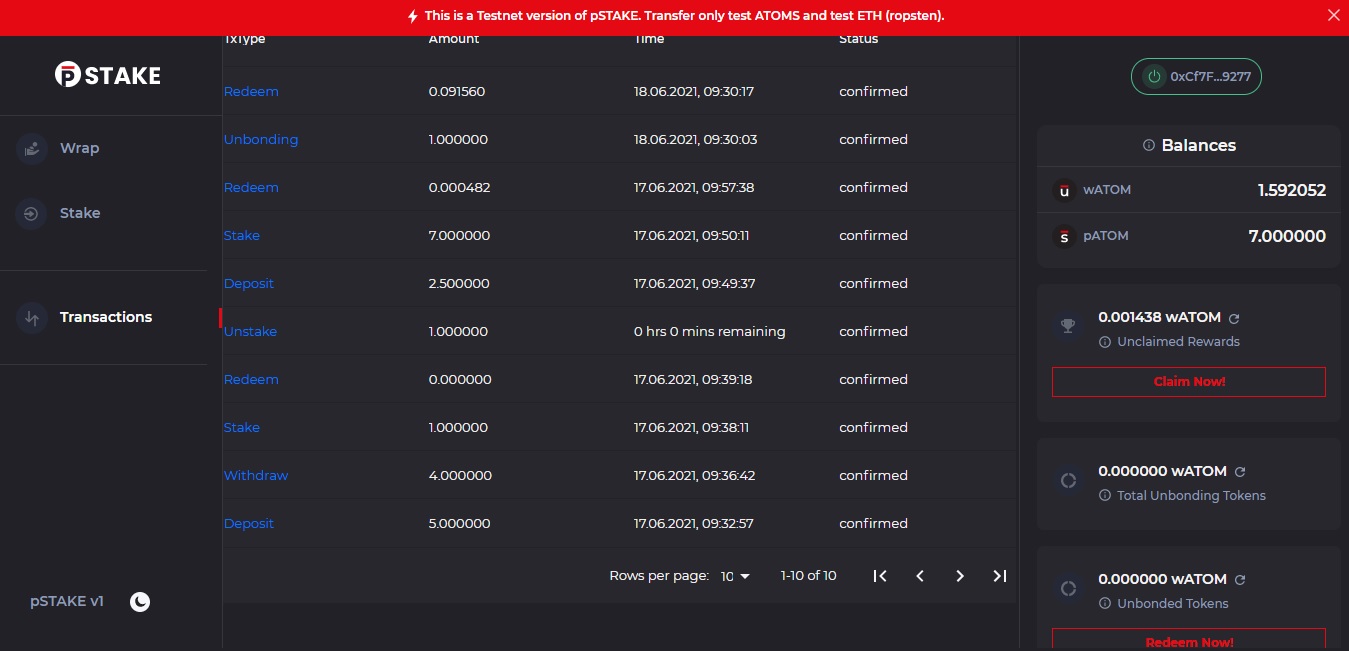 This is a Testnet version of pSTAKE. Transfer only test ATOMS and test ETH (ropsten).
pSTAKE
Wrap
Stake
Transactions
pSTAKE v1
TxType Amount Time Status
Redeem 0.091560 18.06.2021, 09:30:17 confirmed
Unbonding 1.000000 18.06.2021, 09:30:03 confirmed
Redeem 0.000482 17.06.2021, 09:57:38 confirmed
Stake 7.000000 17.06.2021, 09:50:11 confirmed
Deposit 2.500000 17.06.2021, 09:49:37 confirmed
Unstake 1.000000 0 hrs 0 mins remaining confirmed
Redeem 0.000000 17.06.2021, 09:39:18 confirmed
Stake 1.000000 17.06.2021, 09:38:11 confirmed
Withdraw 4.000000 17.06.2021, 09:36:42 confirmed
Deposit 5.000000 17.06.2021, 09:32:57 confirmed
Rows per page: 10 1-10 of 10
0xCf7F...9277
Balances
wATOM 1.592052
pATOM 7.000000
0.001438 wATOM
Unclaimed Rewards
Claim Now!
0.000000 wATOM
Total Unbonding Tokens
0.000000 wATOM
Unbonded Tokens
Redeem Now!